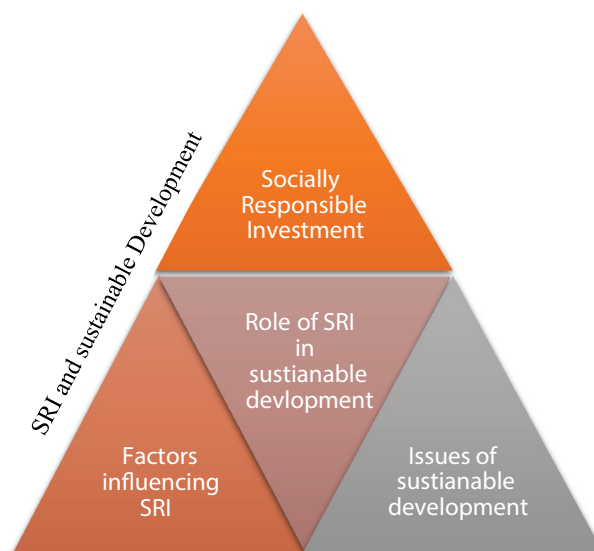 SRI and sustainable Development
Socially
Responsible
Investment
Role of SRI
in
sustianable
devlopment
Factors
influencing
SRI
Issues of
sustianable
development